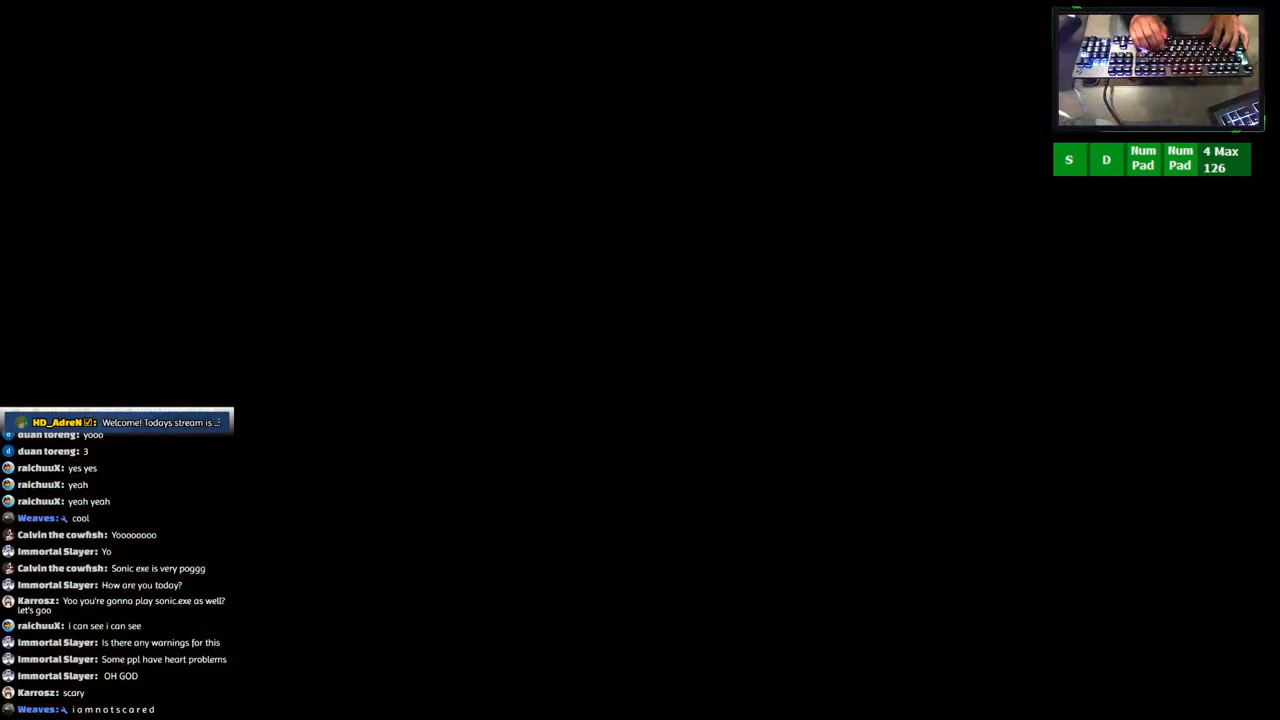 S
D
Num
Pad
Num
Pad
4 Max
126
HD_AdreN☑: Welcome! Todays stream is ..:
duan toreng: yooo
duan toreng: 3
raichuuX: yes yes
raichuuX: yeah
raichuuX: yeah yeah
Weaves: cool
Calvin the cowfish: Yoooooooo
Immortal Slayer: Yo
Calvin the cowfish: Sonic exe is very poggg
Immortal Slayer: How are you today?
Karrosz: Yoo you're gonna play sonic.exe as well?
let's goo
raichuuX: i can see i can see
Immortal Slayer: Is there any warnings for this
Immortal Slayer: Some ppl have heart problems
Immortal Slayer: OH GOD
Karrosz: scary
Weaves: i a m n o t s c a r e d